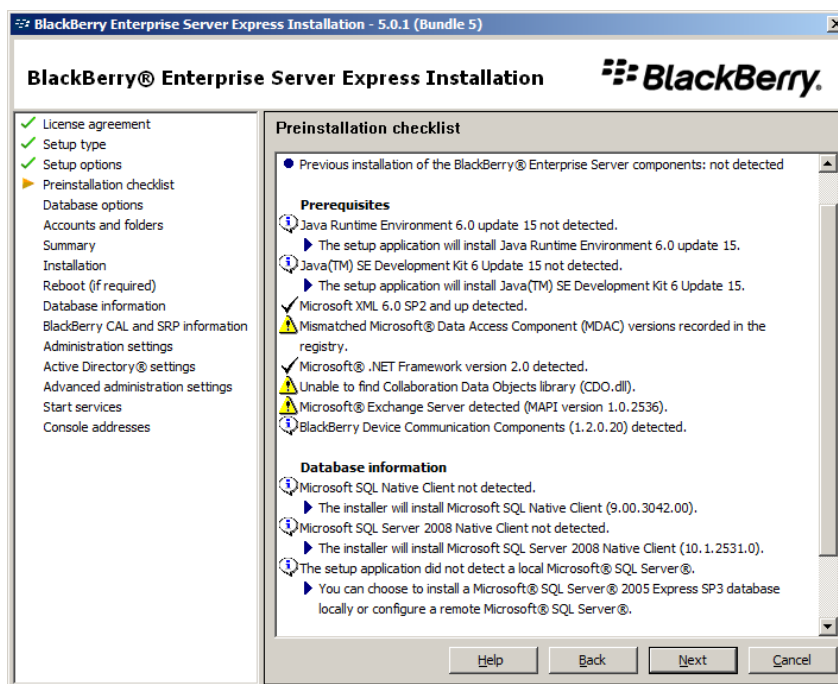 BlackBerry Enterprise Server Express Installation - 5.0.1 (Bundle 5)
BlackBerry® Enterprise Server Express Installation
BlackBerry.
License agreement
Setup type
Setup options
Preinstallation checklist
Database options
Accounts and folders
Summary
Installation
Reboot (if required)
Database information
BlackBerry CAL and SRP information
Administration settings
Active Directory® settings
Advanced administration settings
Start services
Console addresses
Preinstallation checklist
Previous installation of the BlackBerry® Enterprise Server components: not detected
Prerequisites
Java Runtime Environment 6.0 update 15 not detected.
The setup application will install Java Runtime Environment 6.0 update 15.
Java(TM) SE Development Kit 6 Update 15 not detected.
The setup application will install Java(TM) SE Development Kit 6 Update 15.
Microsoft XML 6.0 SP2 and up detected.
Mismatched Microsoft® Data Access Component (MDAC) versions recorded in the
registry.
Microsoft® .NET Framework version 2.0 detected.
Unable to find Collaboration Data Objects library (CDO.dll).
Microsoft® Exchange Server detected (MAPI version 1.0.2536).
BlackBerry Device Communication Components (1.2.0.20) detected.
Database information
Microsoft SQL Native Client not detected.
The installer will install Microsoft SQL Native Client (9.00.3042.00).
Microsoft SQL Server 2008 Native Client not detected.
The installer will install Microsoft SQL Server 2008 Native Client (10.1.2531.0).
The setup application did not detect a local Microsoft® SQL Server®.
You can choose to install a Microsoft® SQL Server® 2005 Express SP3 database
locally or configure a remote Microsoft® SQL Server®.
Help
Back
Next
Cancel